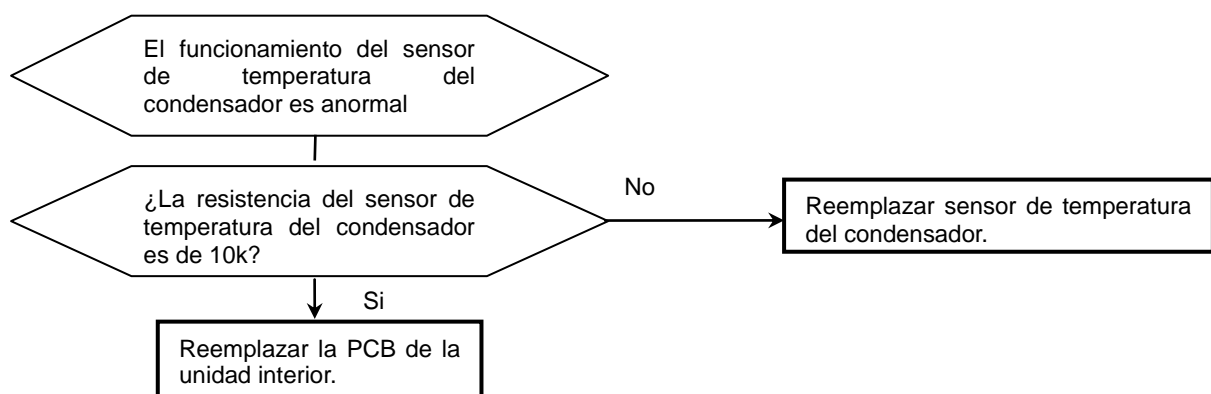 El funcionamiento del sensor
de temperatura del
condensador es anormal
¿La resistencia del sensor de
temperatura del condensador
es de 10k?
No
Reemplazar sensor de temperatura
del condensador.
Si
Reemplazar la PCB de la
unidad interior.